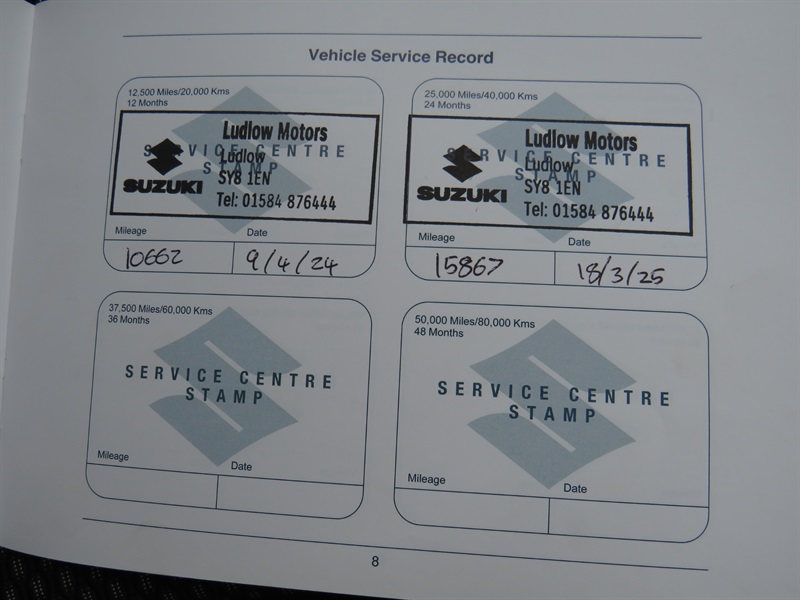 Vehicle Service Record
12,500 Miles/20,000 Kms
12 Months
SERVICE CENTRE
STAMP
Ludlow Motors
Ludlow
SY8 1EN
Tel: 01584 876444
SUZUKI
Mileage Date
10662 9/4/24
25,000 Miles/40,000 Kms
24 Months
SERVICE CENTRE
STAMP
Ludlow Motors
Ludlow
SY8 1EN
Tel: 01584 876444
SUZUKI
Mileage Date
15867 18/3/25
37,500 Miles/60,000 Kms
36 Months
SERVICE CENTRE
STAMP
Mileage Date
50,000 Miles/80,000 Kms
48 Months
SERVICE CENTRE
STAMP
Mileage Date
8